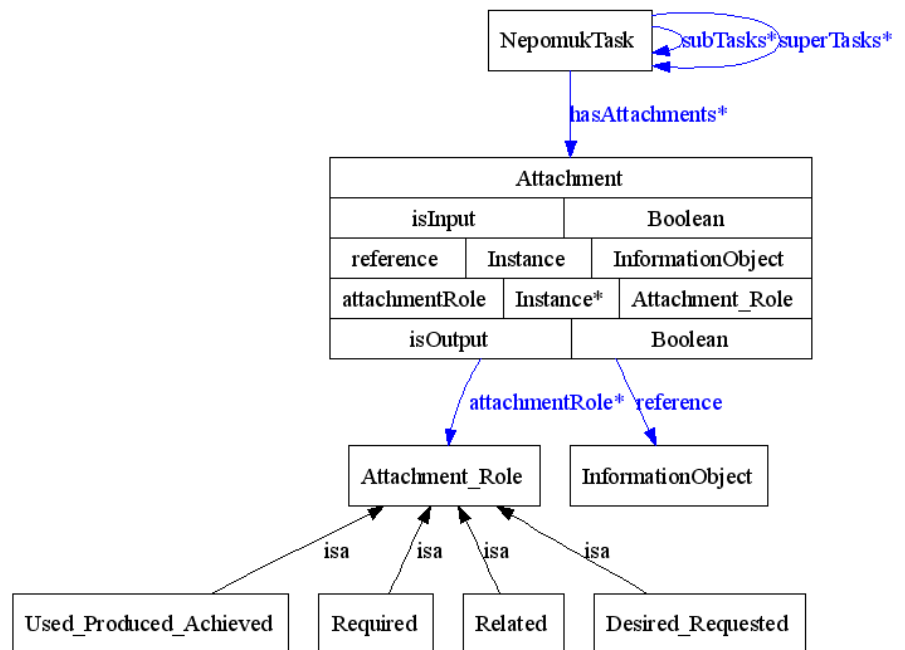 NepomukTask
subTasks* superTasks*
hasAttachments*
Attachment
isInput Boolean
reference Instance InformationObject
attachmentRole Instance* Attachment_Role
isOutput Boolean
attachmentRole* reference
Attachment_Role InformationObject
isa isa isa isa
Used_Produced_Achieved Required Related Desired_Requested